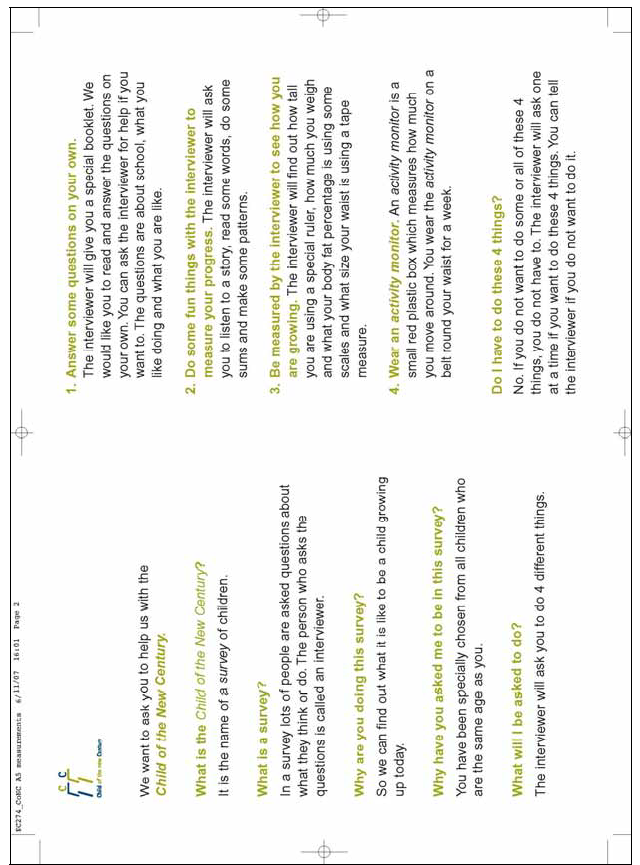 EC274_CoNC A5 measurements  6/11/07  16:01  Page 2
C C
Child of the New Century
We want to ask you to help us with the
Child of the New Century.
What is the Child of the New Century?
It is the name of a survey of children.
What is a survey?
In a survey lots of people are asked questions about
what they think or do. The person who asks the
questions is called an interviewer.
Why are you doing this survey?
So we can find out what it is like to be a child growing
up today.
Why have you asked me to be in this survey?
You have been specially chosen from all children who
are the same age as you.
What will I be asked to do?
The interviewer will ask you to do 4 different things.
1. Answer some questions on your own.
The interviewer will give you a special booklet. We
would like you to read and answer the questions on
your own. You can ask the interviewer for help if you
want to. The questions are about school, what you
like doing and what you are like.
2. Do some fun things with the interviewer to
measure your progress. The interviewer will ask
you to listen to a story, read some words, do some
sums and make some patterns.
3. Be measured by the interviewer to see how you
are growing. The interviewer will find out how tall
you are using a special ruler, how much you weigh
and what your body fat percentage is using some
scales and what size your waist is using a tape
measure.
4. Wear an activity monitor. An activity monitor is a
small red plastic box which measures how much
you move around. You wear the activity monitor on a
belt round your waist for a week.
Do I have to do these 4 things?
No. If you do not want to do some or all of these 4
things, you do not have to. The interviewer will ask one
at a time if you want to do these 4 things. You can tell
the interviewer if you do not want to do it.